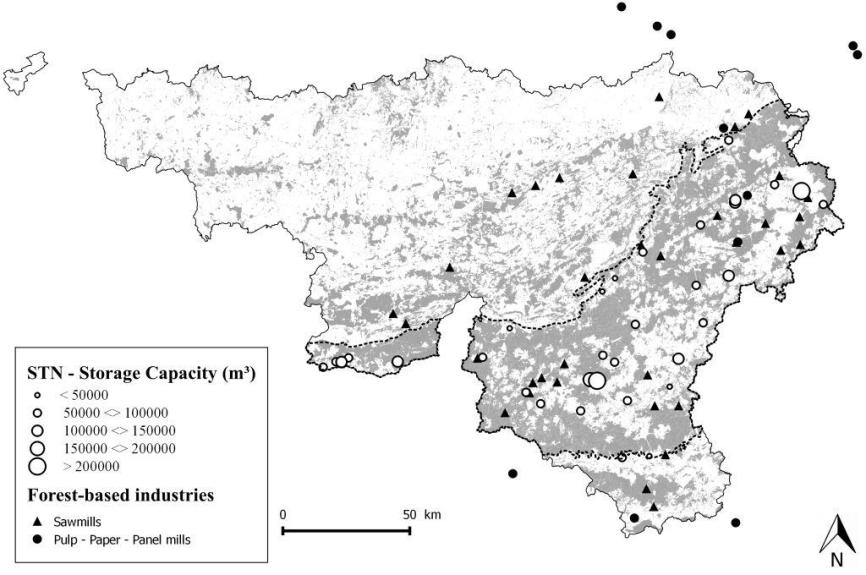 STN - Storage Capacity (m³)
< 50000
50000 <> 100000
100000 <> 150000
150000 <> 200000
> 200000
Forest-based industries
Sawmills
Pulp - Paper - Panel mills
0 50 km
N